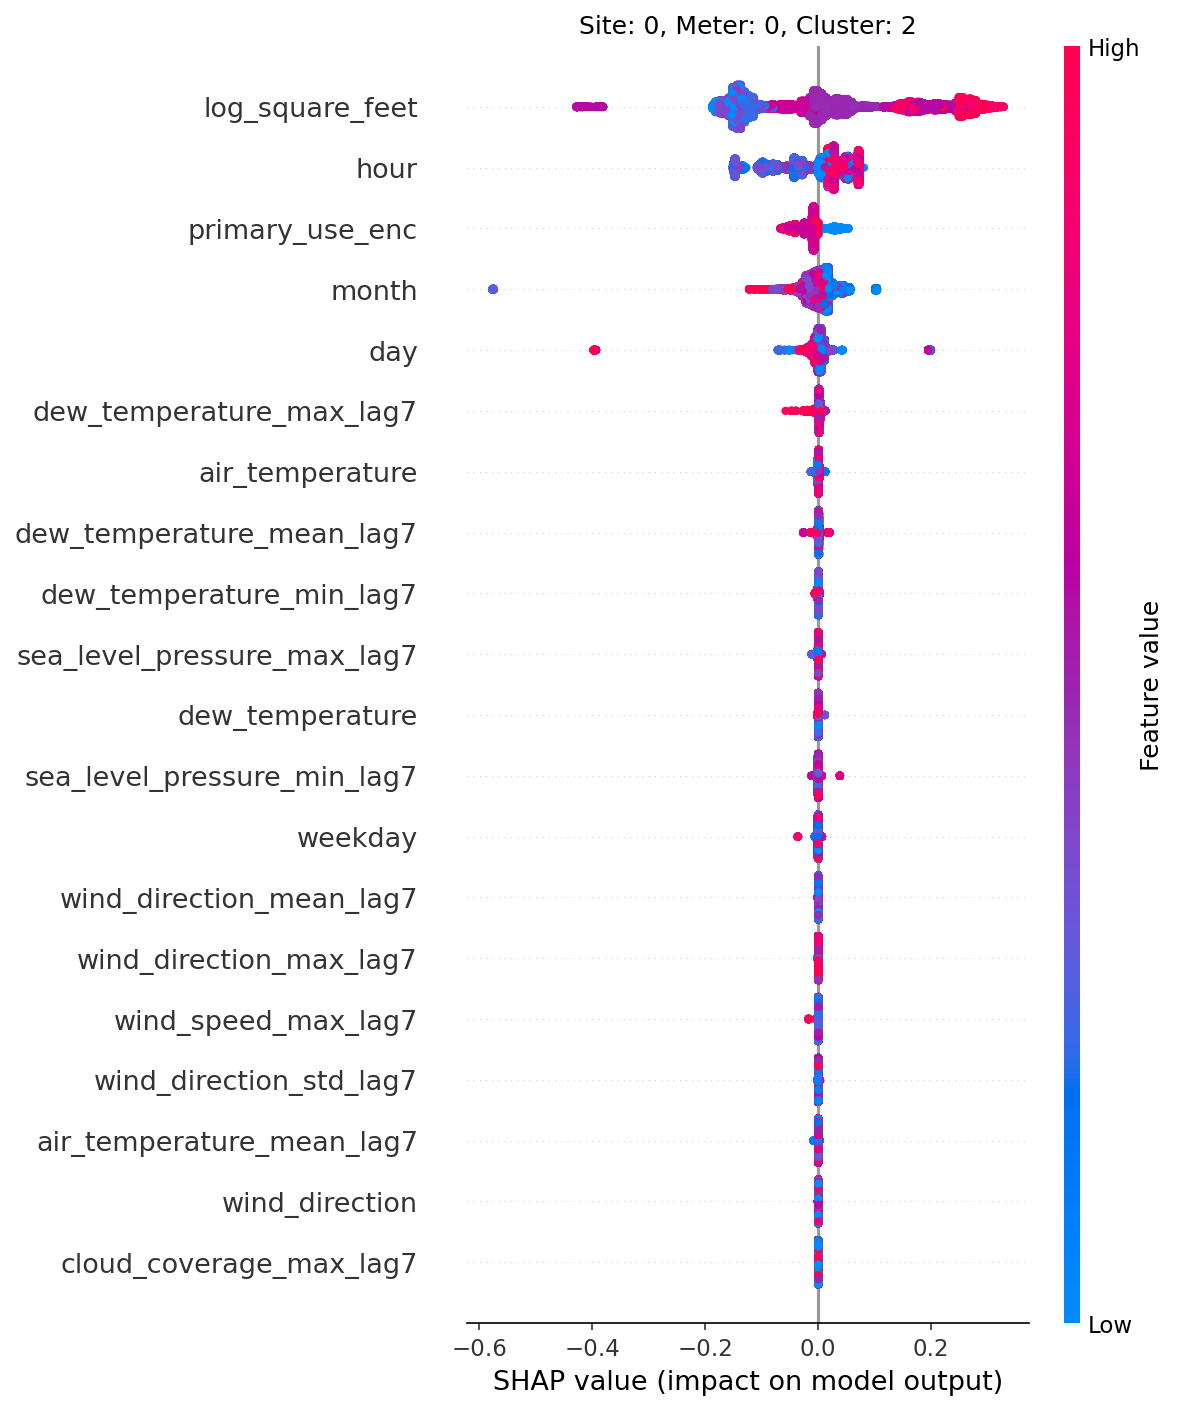 Site: 0, Meter: 0, Cluster: 2
High
log_square_feet
hour
primary_use_enc
month
day
dew_temperature_max_lag7
air_temperature
dew_temperature_mean_lag7
dew_temperature_min_lag7
sea_level_pressure_max_lag7
dew_temperature
sea_level_pressure_min_lag7
weekday
wind_direction_mean_lag7
wind_direction_max_lag7
wind_speed_max_lag7
wind_direction_std_lag7
air_temperature_mean_lag7
wind_direction
cloud_coverage_max_lag7
Feature value
Low
−0.6 −0.4 −0.2 0.0 0.2
SHAP value (impact on model output)